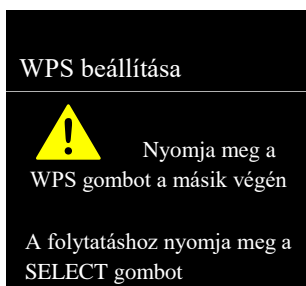 WPS beállítása
Nyomja meg a
WPS gombot a másik végén
A folytatáshoz nyomja meg a
SELECT gombot